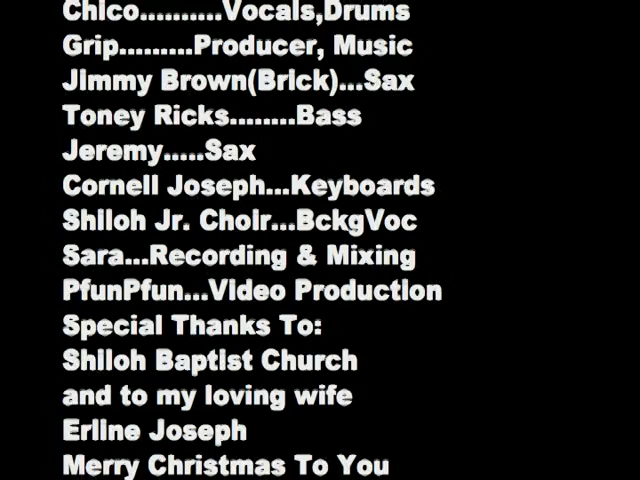 Chico..........Vocals,Drums
Grip.........Producer, Music
Jimmy Brown(Brick)...Sax
Toney Ricks........Bass
Jeremy.....Sax
Cornell Joseph...Keyboards
Shiloh Jr. Choir...BckgVoc
Sara...Recording & Mixing
PfunPfun...Video Production
Special Thanks To:
Shiloh Baptist Church
and to my loving wife
Erline Joseph
Merry Christmas To You